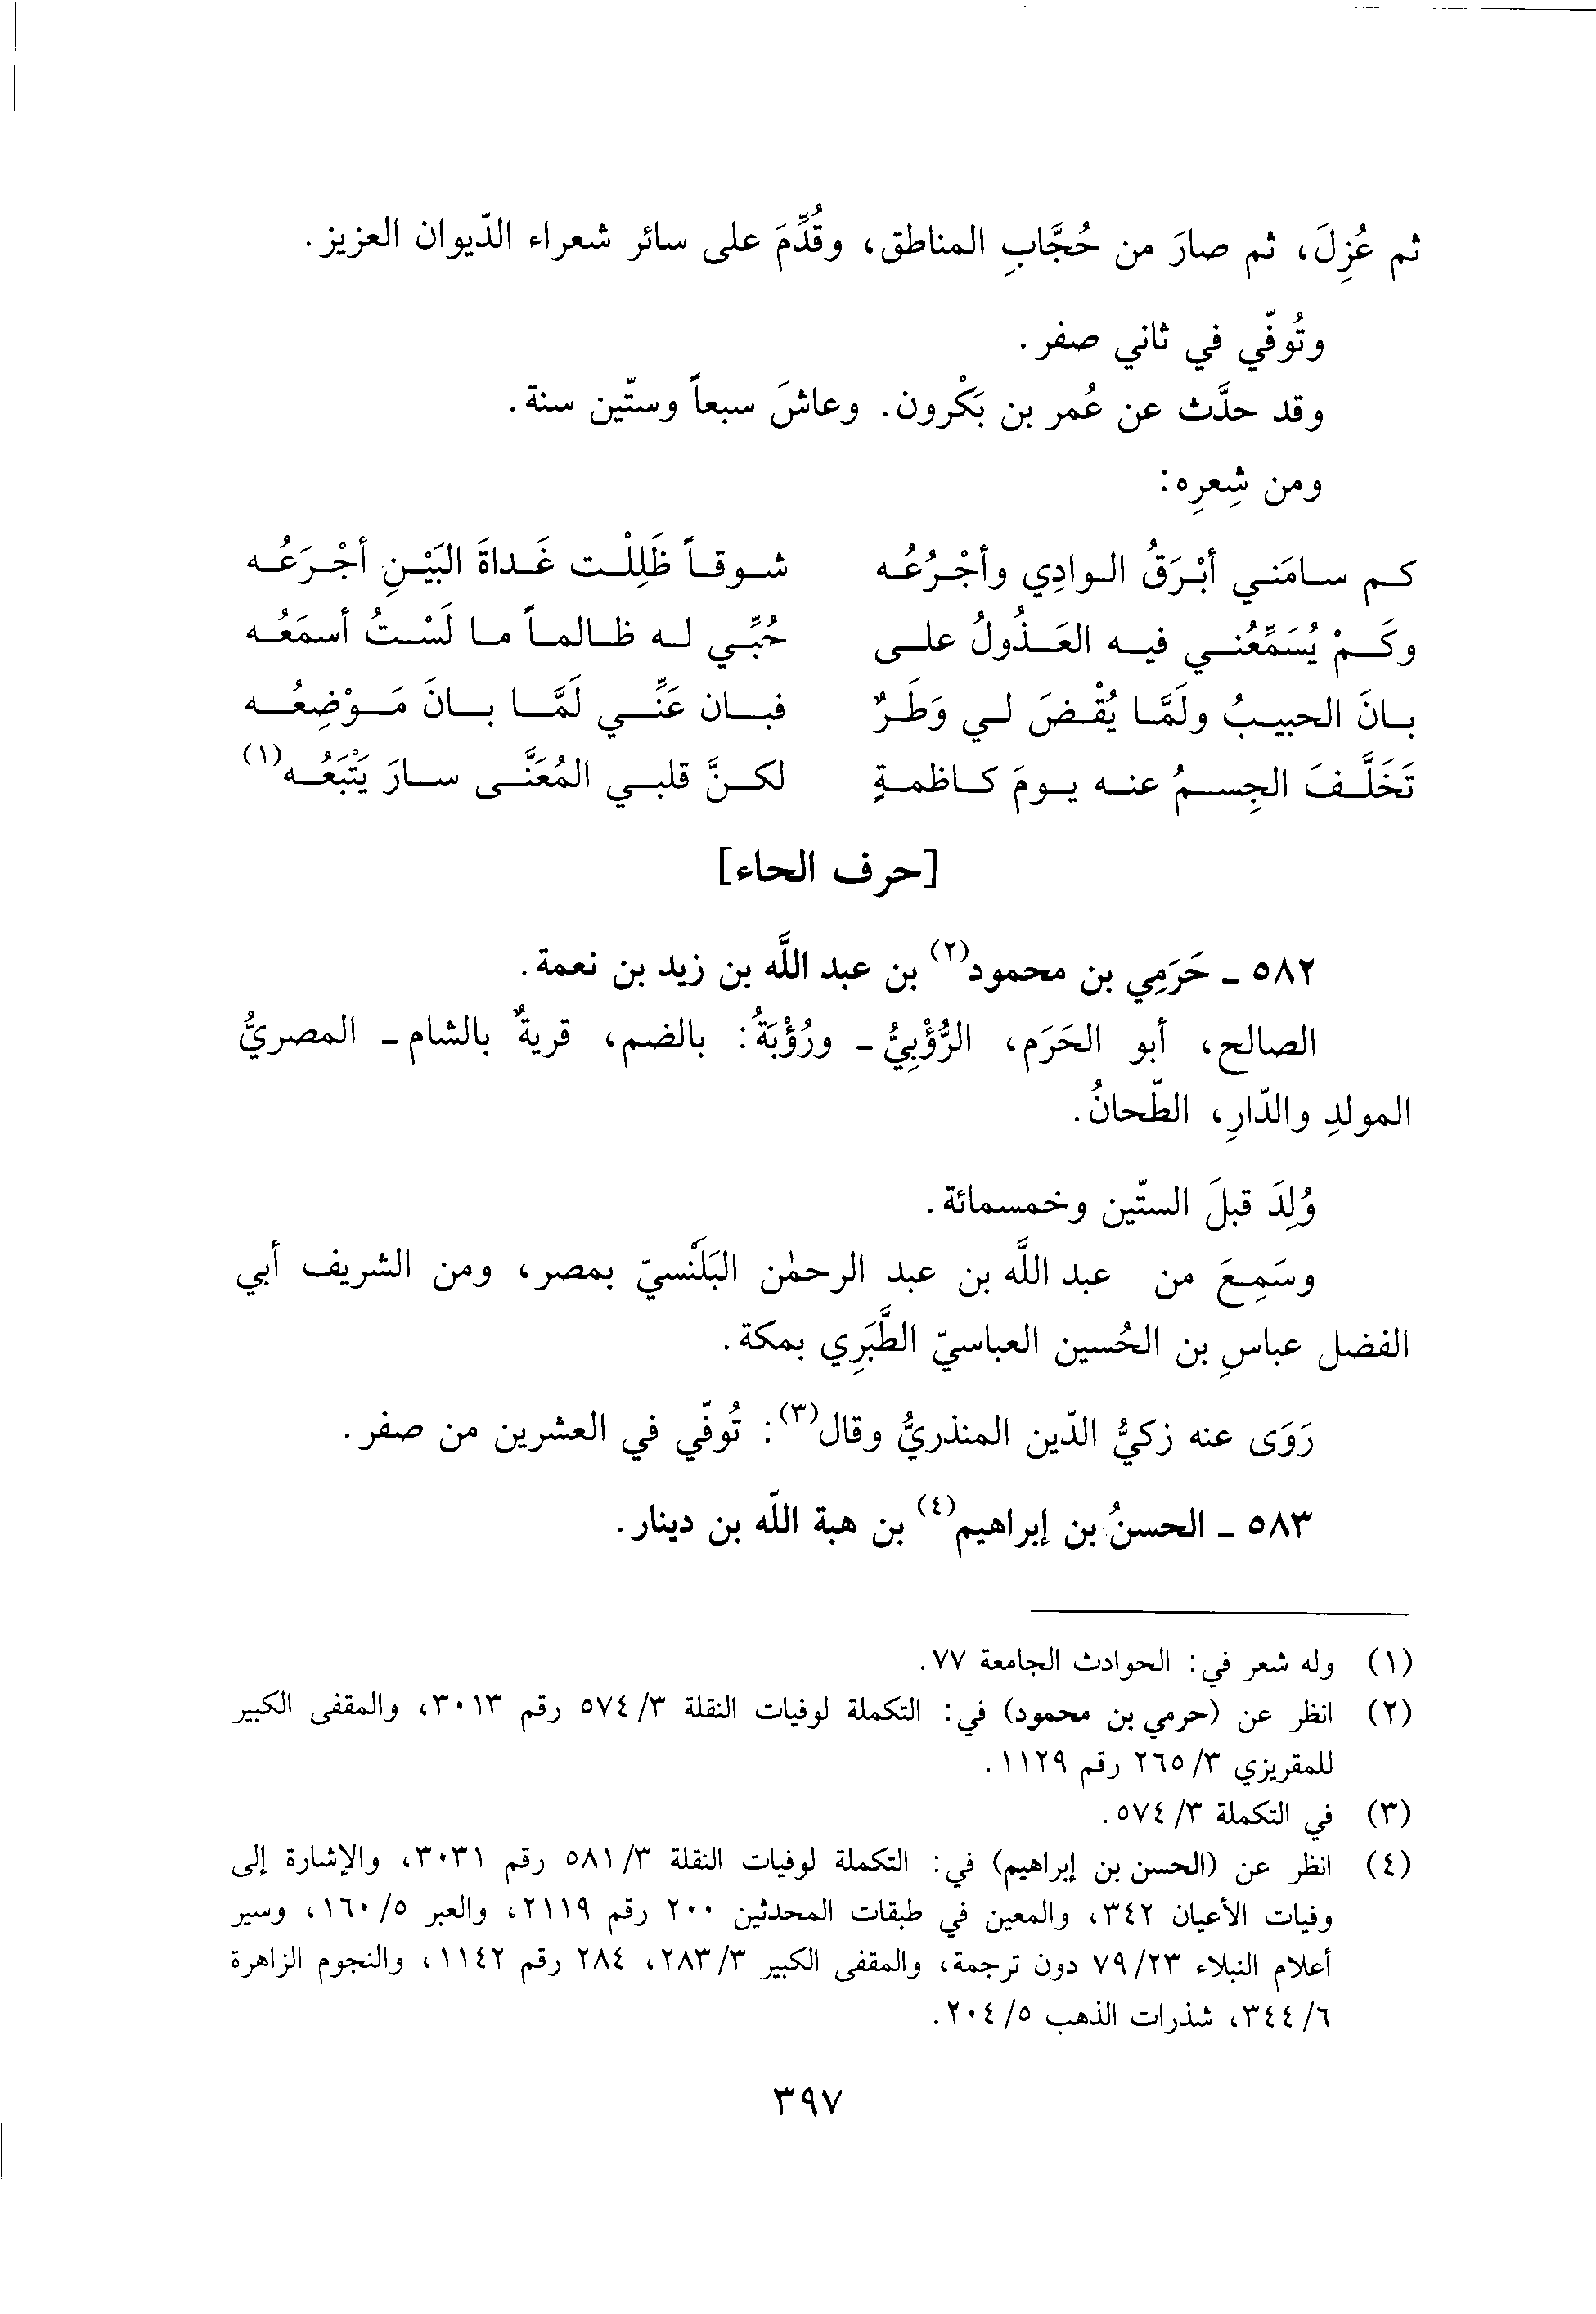 ثم عُزِلَ، ثم صارَ من حُجَّابِ المناطق، وقُدِّمَ على سائر شعراء الدّيوان العزيز.
وتُوفّي في ثاني صفر.
وقد حدَّث عن عُمر بن بَكْرون. وعاشَ سبعاً وستّين سنة.
ومن شِعرِه:
كم سامَني أبْرَقُ الوادِي وأجْرُعُه شوقاً ظَلِلْت غَداةَ البَيْنِ أجْرَعُه
وكَمْ يُسَمِّعُني فيه العَذُولُ على حُبِّي له ظالماً ما لَسْتُ أسمَعُه
بانَ الحبيبُ ولَمَّا يُقْضَ لي وَطَرٌ فبان عَنِّي لَمَّا بانَ مَوْضِعُه
تَخَلَّفَ الجِسمُ عنه يومَ كاظمةٍ لكنَّ قلبي المُعَنَّى سارَ يَتْبَعُه(١)
[حرف الحاء]
٥٨٢ - حَرَمِي بن محمود(٢) بن عبد اللَّه بن زيد بن نعمة.
الصالح، أبو الحَرَم، الرُّؤْبِيُّ - ورُؤْبَةُ: بالضم، قريةٌ بالشام - المصريُّ
المولدِ والدّارِ، الطّحانُ.
وُلِدَ قبلَ الستّين وخمسمائة.
وسَمِعَ من عبد اللَّه بن عبد الرحمٰن البَلَنْسيّ بمصر، ومن الشريف أبي
الفضل عباسِ بن الحُسين العباسيّ الطَّبَرِي بمكة.
رَوَى عنه زكيُّ الدّين المنذريُّ وقال(٣): تُوفّي في العشرين من صفر.
٥٨٣ - الحسنُ بن إبراهيم(٤) بن هبة اللّه بن دينار.
(١) وله شعر في: الحوادث الجامعة ٧٧.
(٢) انظر عن (حرمي بن محمود) في: التكملة لوفيات النقلة ٣/ ٥٧٤ رقم ٣٠١٣، والمقفى الكبير
للمقريزي ٣/ ٢٦٥ رقم ١١٢٩.
(٣) في التكملة ٣/ ٥٧٤.
(٤) انظر عن (الحسن بن إبراهيم) في: التكملة لوفيات النقلة ٣/ ٥٨١ رقم ٣٠٣١، والإشارة إلى
وفيات الأعيان ٣٤٢، والمعين في طبقات المحدثين ٢٠٠ رقم ٢١١٩، والعبر ٥/ ١٦٠، وسير
أعلام النبلاء ٢٣/ ٧٩ دون ترجمة، والمقفى الكبير ٣/ ٢٨٣، ٢٨٤ رقم ١١٤٢، والنجوم الزاهرة
٦/ ٣٤٤، شذرات الذهب ٥/ ٢٠٤.
٣٩٧